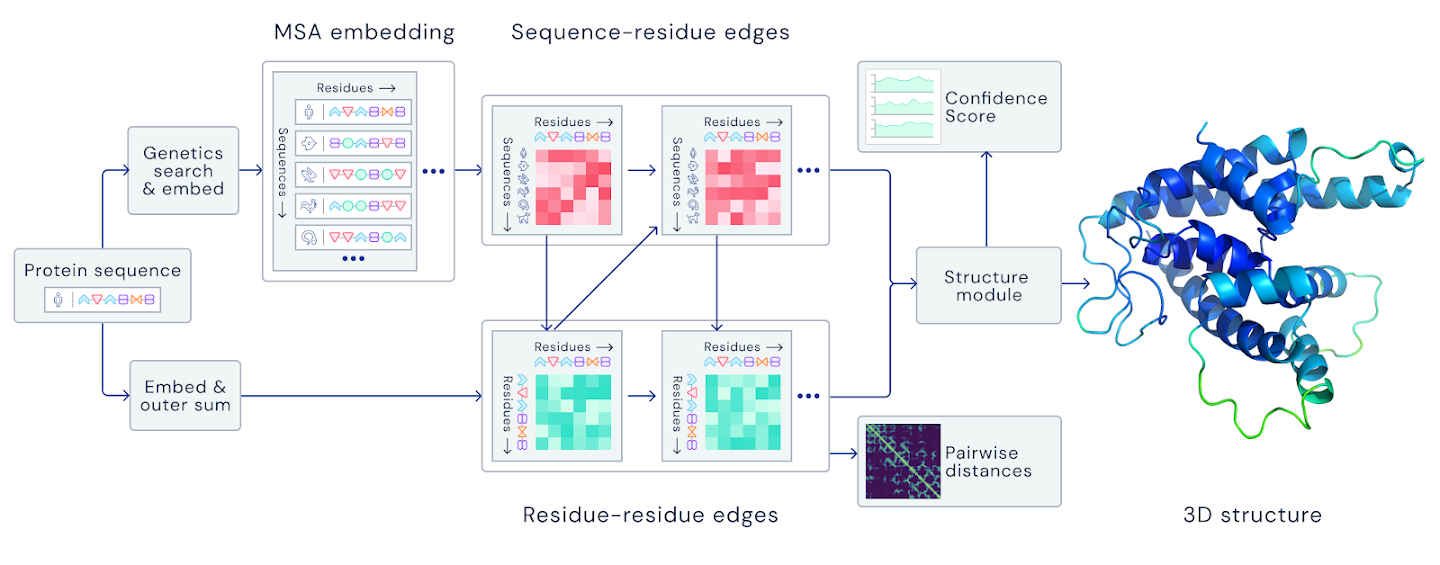 MSA embedding
Sequence-residue edges
Residues →
Sequences →
Genetics
search
& embed
Protein sequence
Embed &
outer sum
Residues →
Sequences →
Residues →
Sequences →
Residues →
Residues →
Residues →
Residues →
Confidence
Score
Structure
module
Pairwise
distances
Residue-residue edges
3D structure